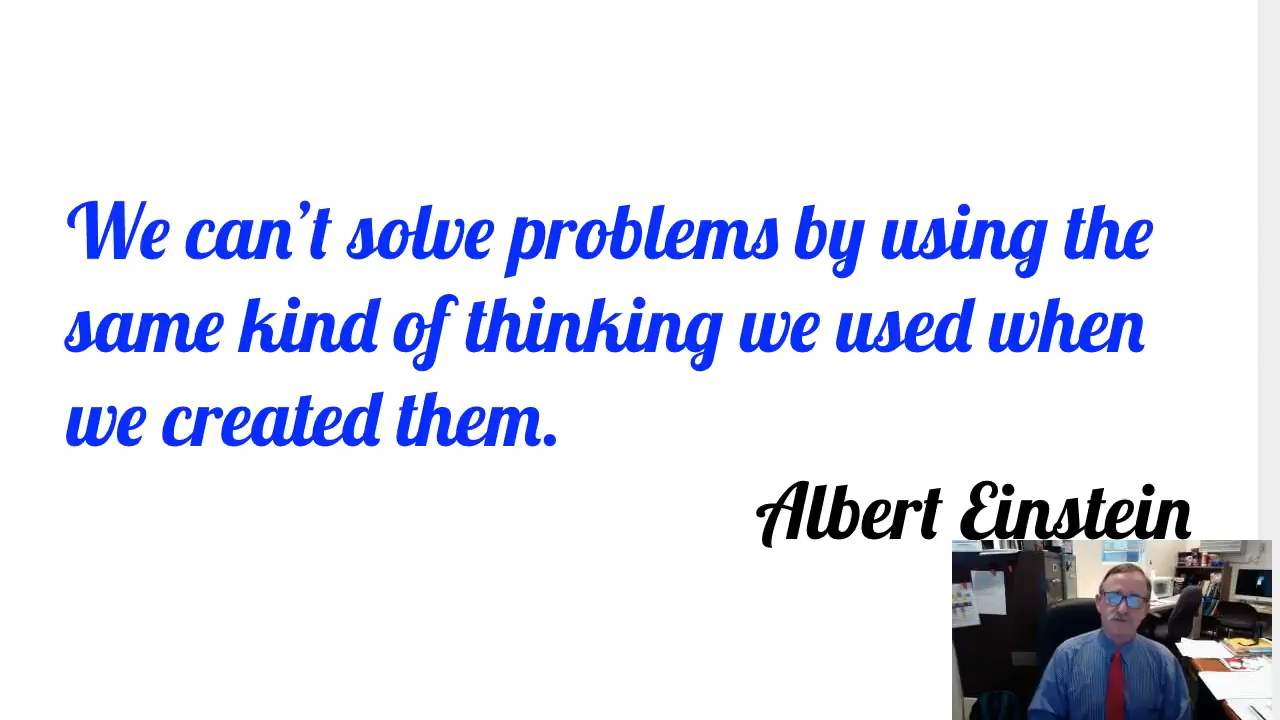 We can’t solve problems by using the
same kind of thinking we used when
we created them.
Albert Einstein